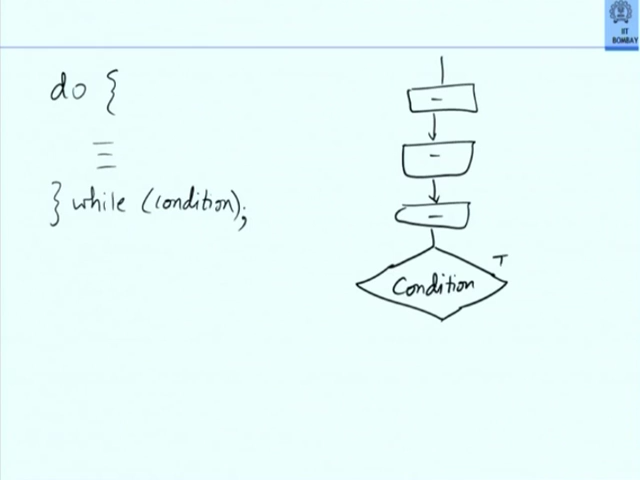 IIT
BOMBAY
do {
} while (condition);
T
Condition